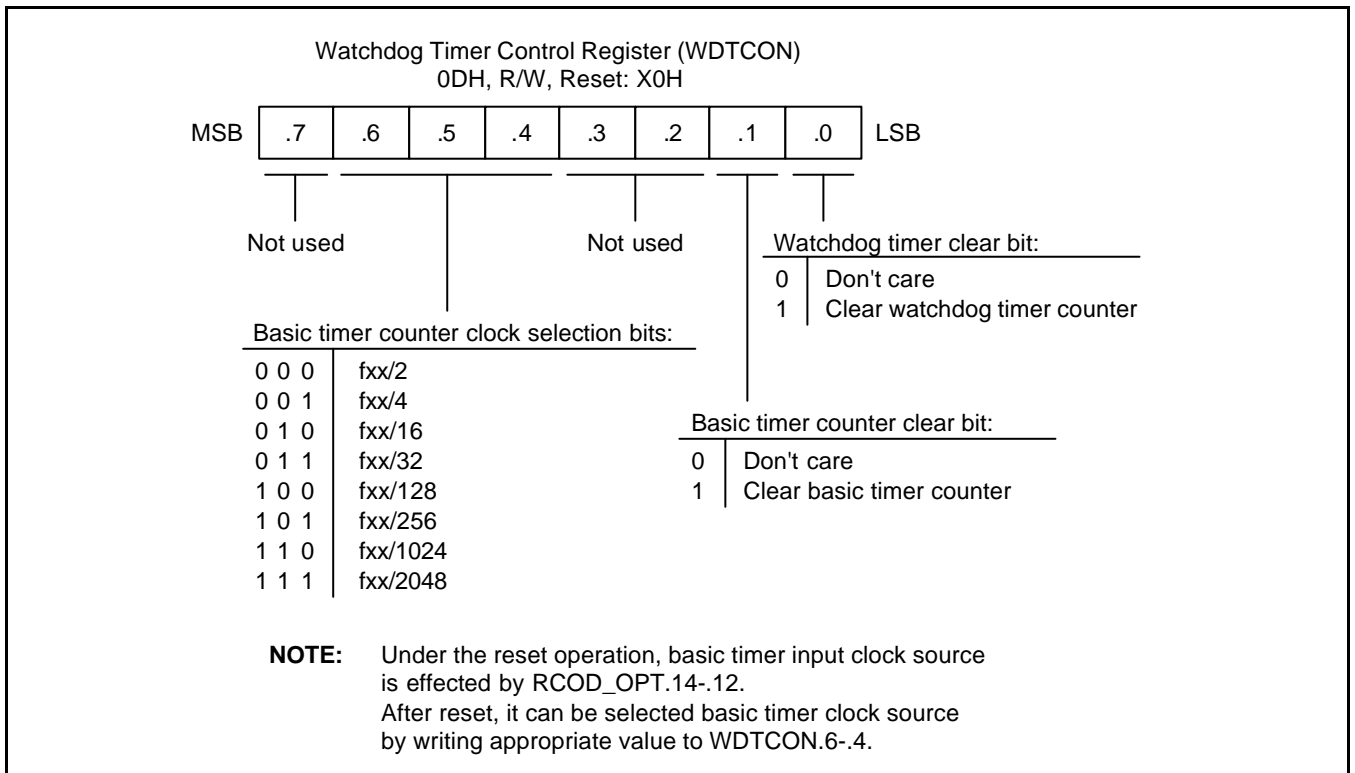 Watchdog Timer Control Register (WDTCON)
0DH, R/W, Reset: X0H
MSB .7 .6 .5 .4 .3 .2 .1 .0 LSB
Not used
Not used
Watchdog timer clear bit:
0 Don't care
1 Clear watchdog timer counter
Basic timer counter clock selection bits:
0 0 0 fxx/2
0 0 1 fxx/4
0 1 0 fxx/16
0 1 1 fxx/32
1 0 0 fxx/128
1 0 1 fxx/256
1 1 0 fxx/1024
1 1 1 fxx/2048
Basic timer counter clear bit:
0 Don't care
1 Clear basic timer counter
NOTE: Under the reset operation, basic timer input clock source
is effected by RCOD_OPT.14-.12.
After reset, it can be selected basic timer clock source
by writing appropriate value to WDTCON.6-.4.